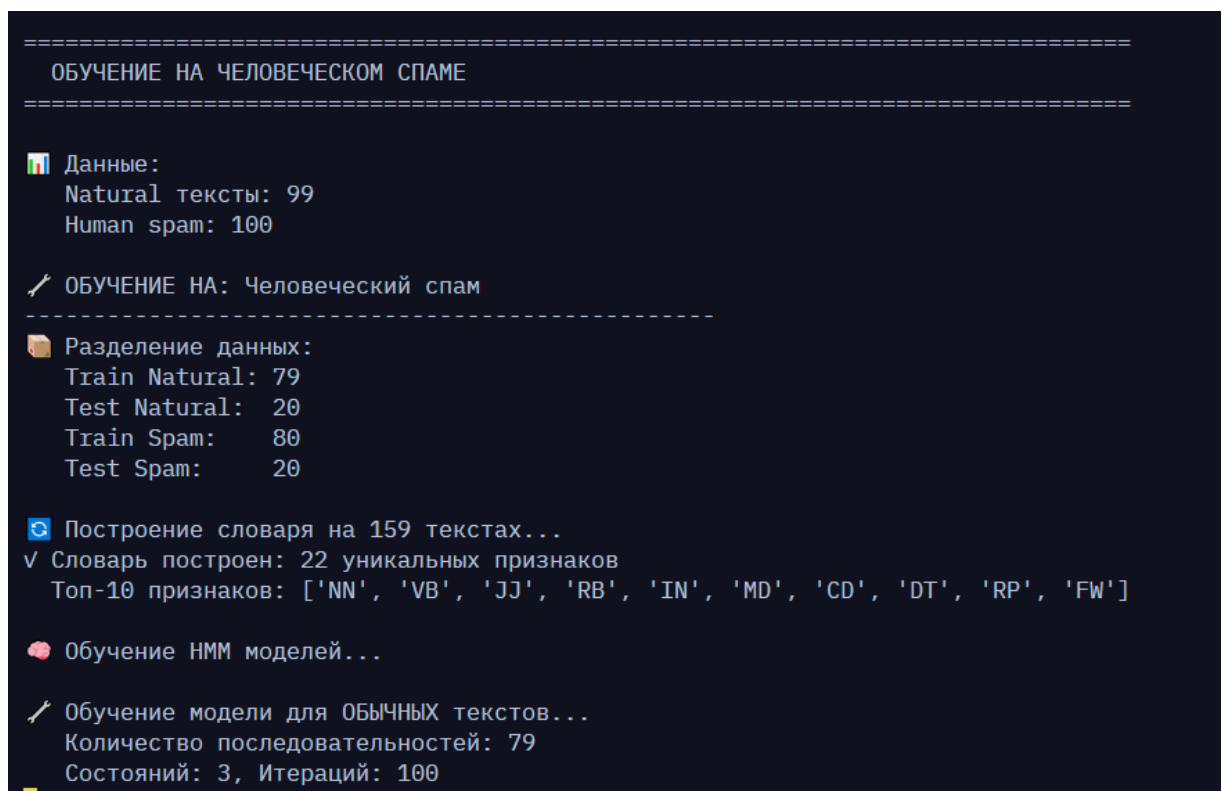 ================================================================================
ОБУЧЕНИЕ НА ЧЕЛОВЕЧЕСКОМ СПАМЕ
================================================================================
📊 Данные:
Natural тексты: 99
Human spam: 100
🔧 ОБУЧЕНИЕ НА: Человеческий спам
--------------------------------------------------
📦 Разделение данных:
Train Natural: 79
Test Natural:  20
Train Spam:    80
Test Spam:     20
🔄 Построение словаря на 159 текстах...
√ Словарь построен: 22 уникальных признаков
Топ-10 признаков: ['NN', 'VB', 'JJ', 'RB', 'IN', 'MD', 'CD', 'DT', 'RP', 'FW']
🧠 Обучение HMM моделей...
🔧 Обучение модели для ОБЫЧНЫХ текстов...
Количество последовательностей: 79
Состояний: 3, Итераций: 100